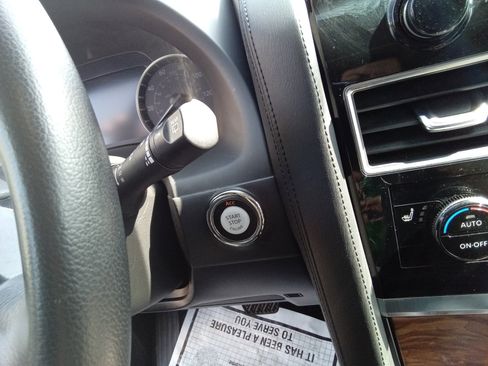 ACC
START
STOP
AUTO
ON·OFF
IT HAS BEEN A PLEASURE
TO SERVE YOU